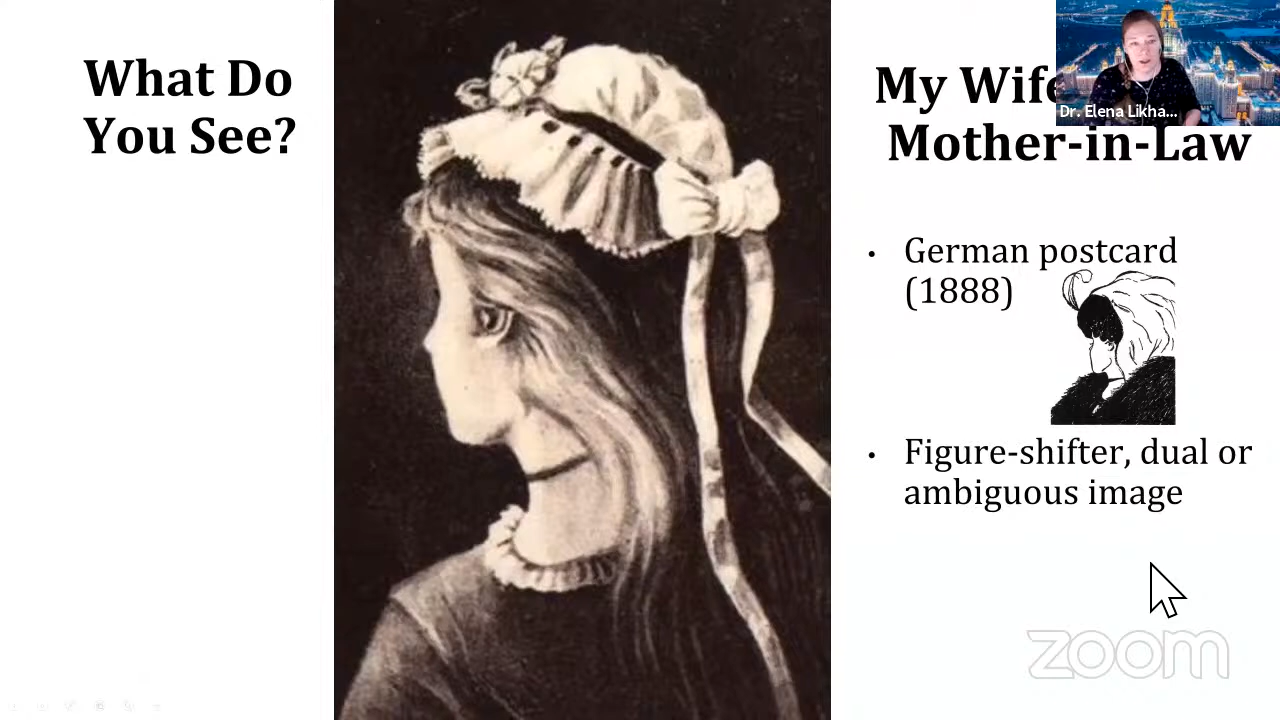 What Do
You See?
My Wife
Mother-in-Law
Dr. Elena Likha...
• German postcard
(1888)
• Figure-shifter, dual or
ambiguous image
zoom